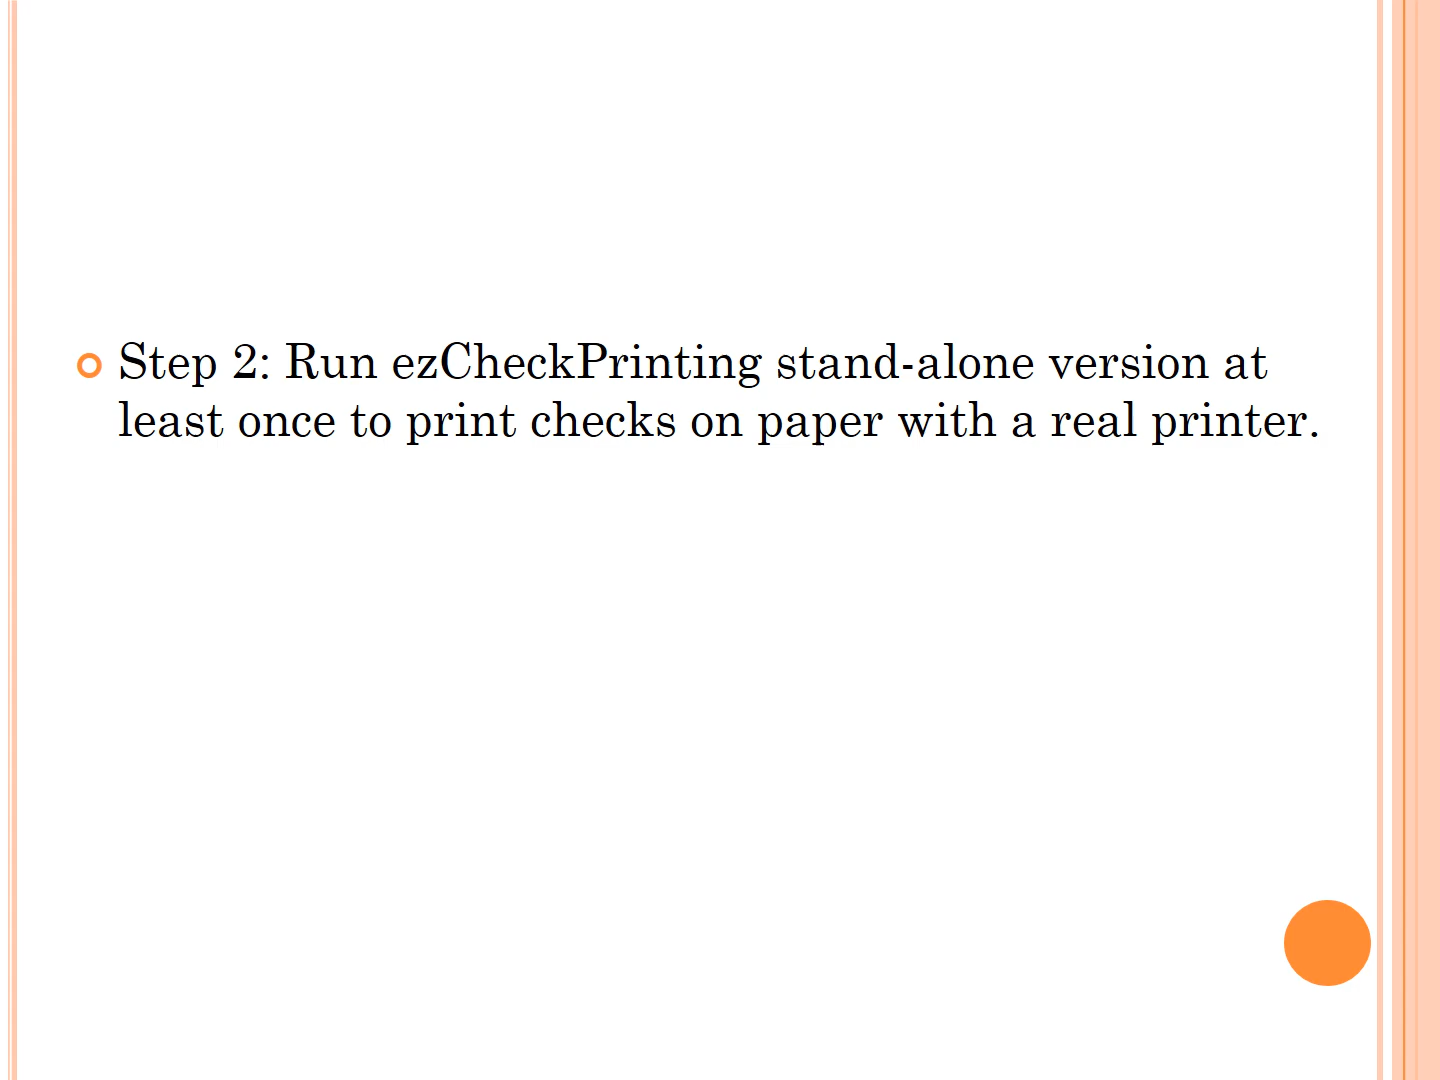 Step 2: Run ezCheckPrinting stand-alone version at
least once to print checks on paper with a real printer.